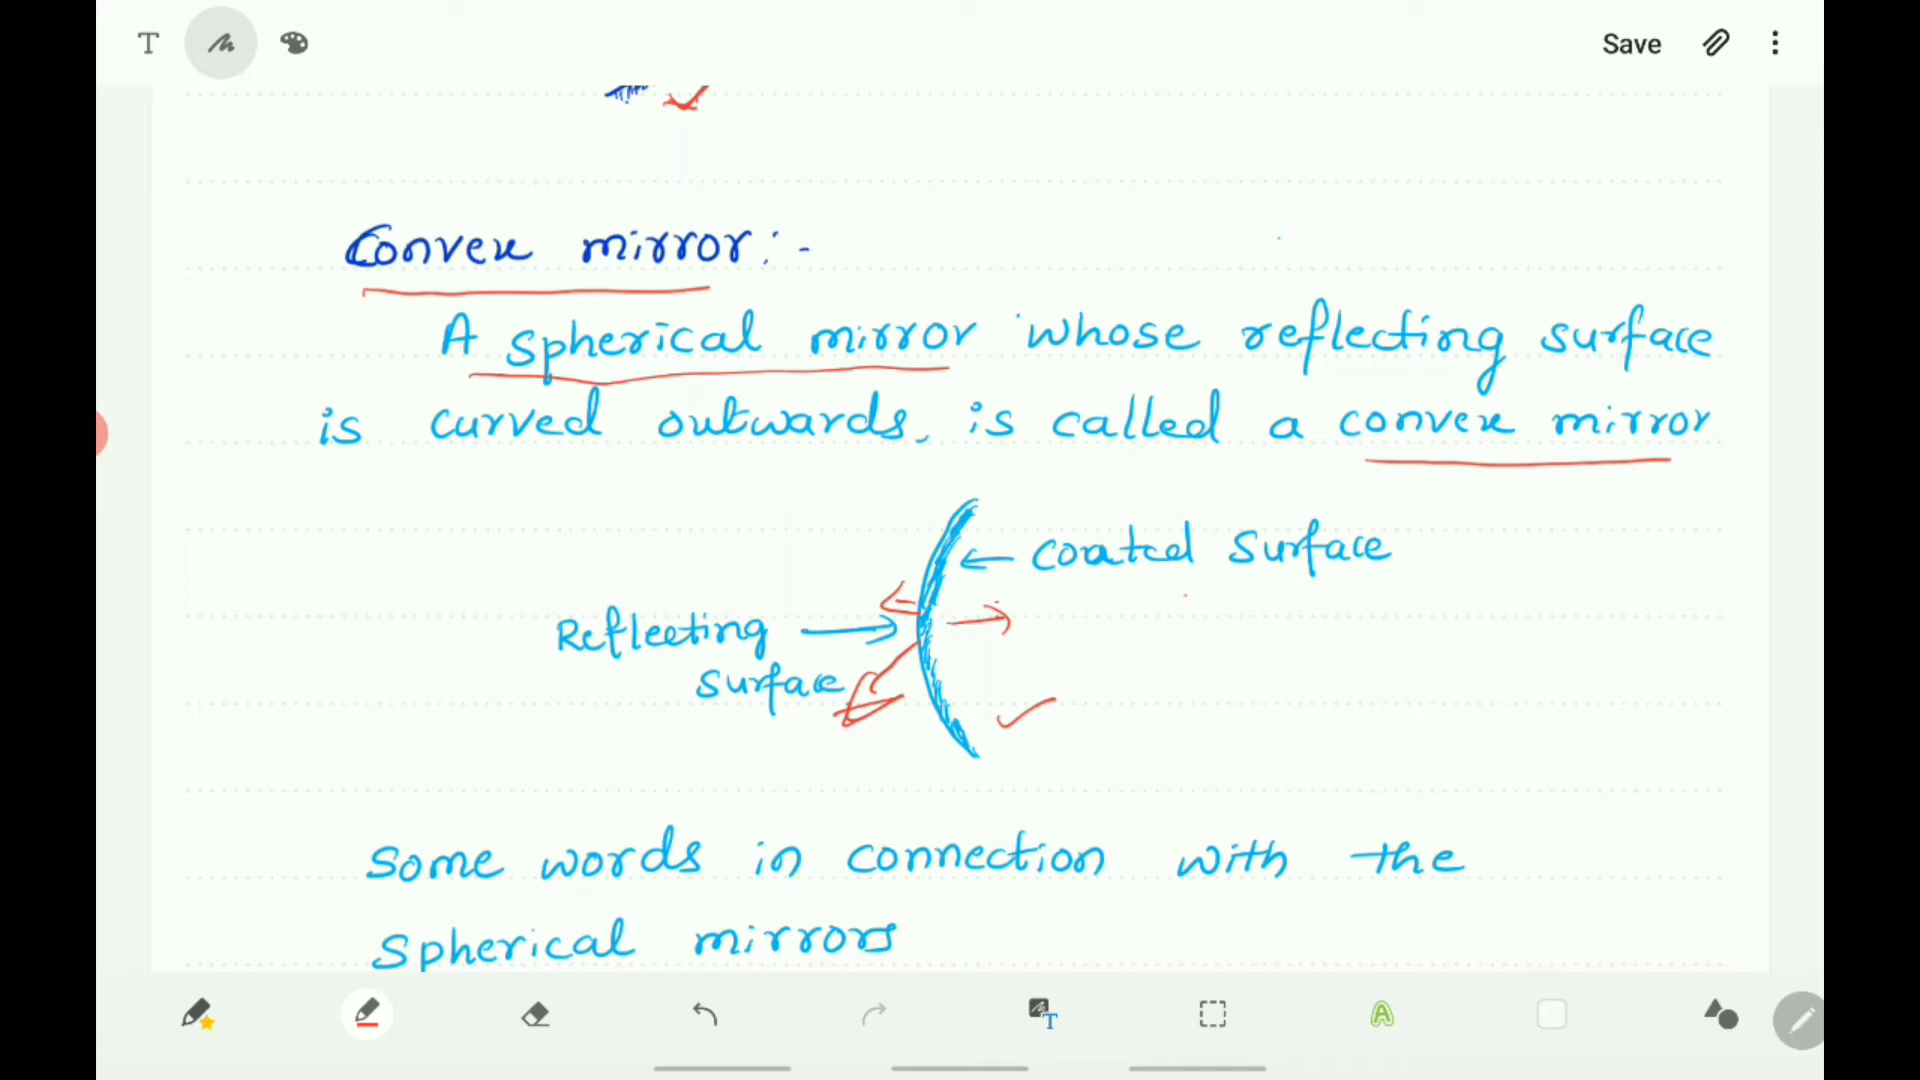 T
Save
Convex mirror :-
A spherical mirror whose reflecting surface
is curved outwards, is called a convex mirror
← Coated Surface
Reflecting →
Surface
Some words in connection with the
Spherical mirrors
T
A